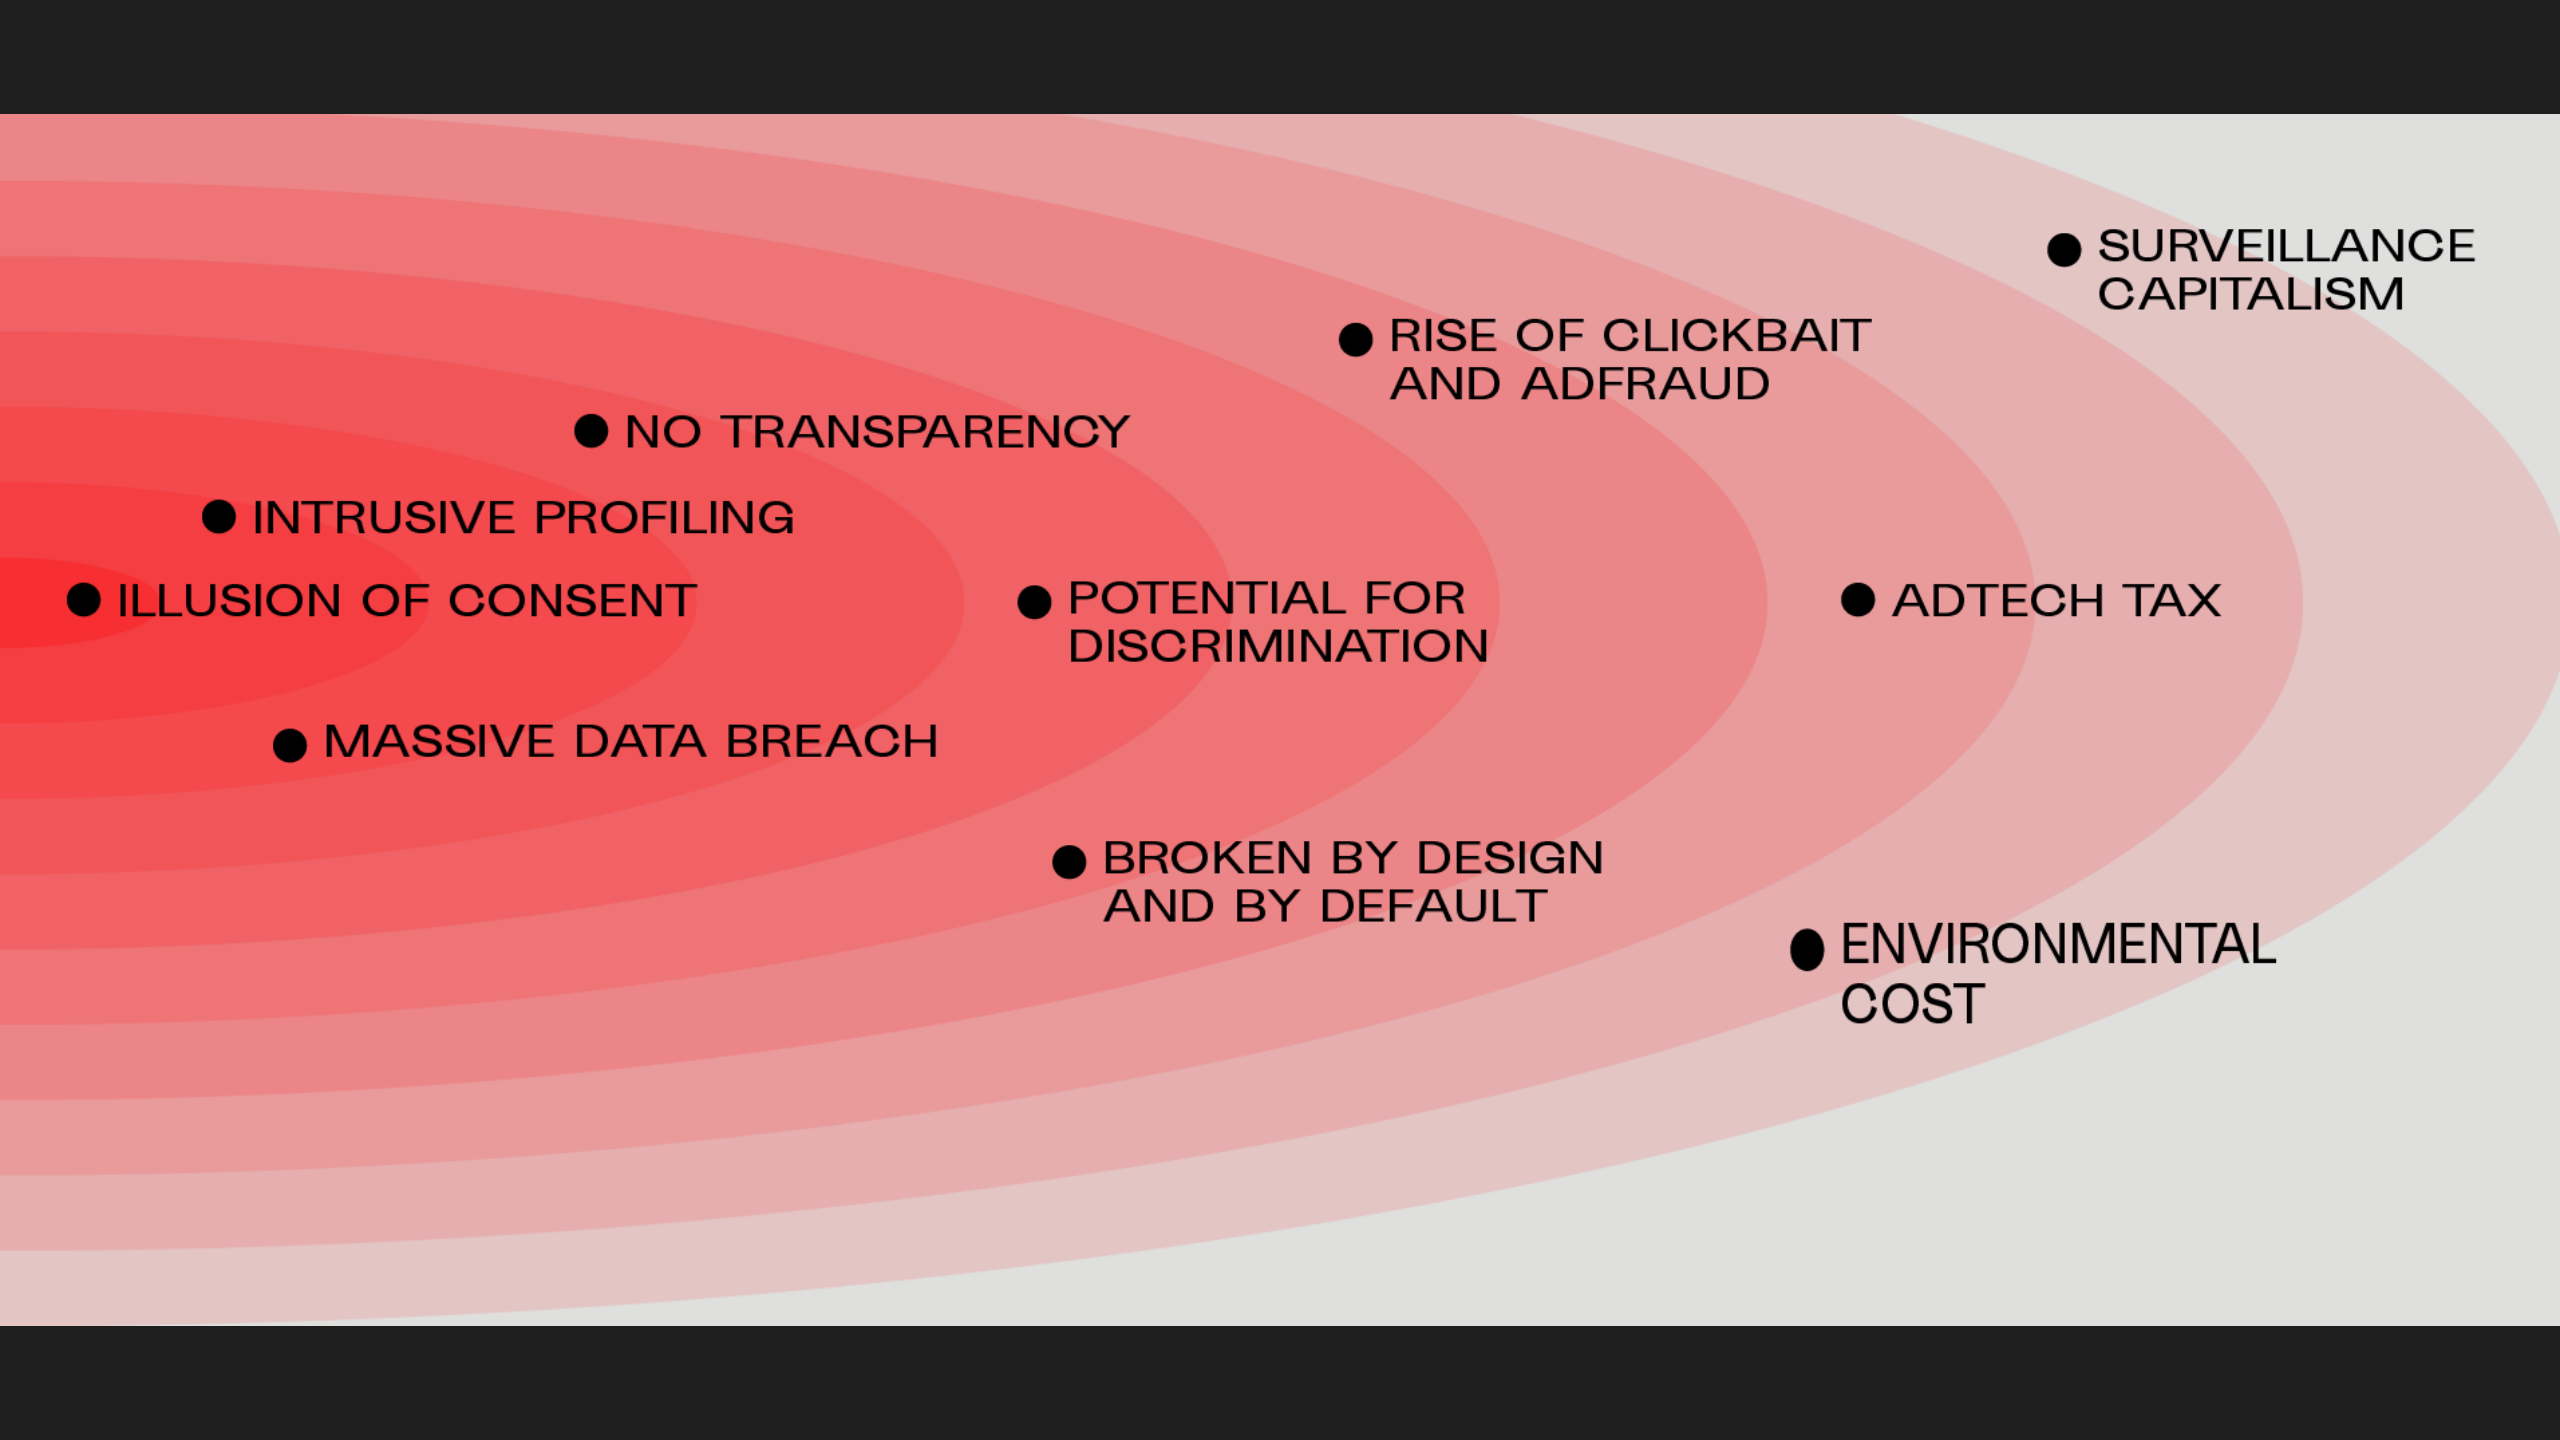 SURVEILLANCE
CAPITALISM
RISE OF CLICKBAIT
AND ADFRAUD
NO TRANSPARENCY
INTRUSIVE PROFILING
ILLUSION OF CONSENT
POTENTIAL FOR
DISCRIMINATION
ADTECH TAX
MASSIVE DATA BREACH
BROKEN BY DESIGN
AND BY DEFAULT
ENVIRONMENTAL
COST